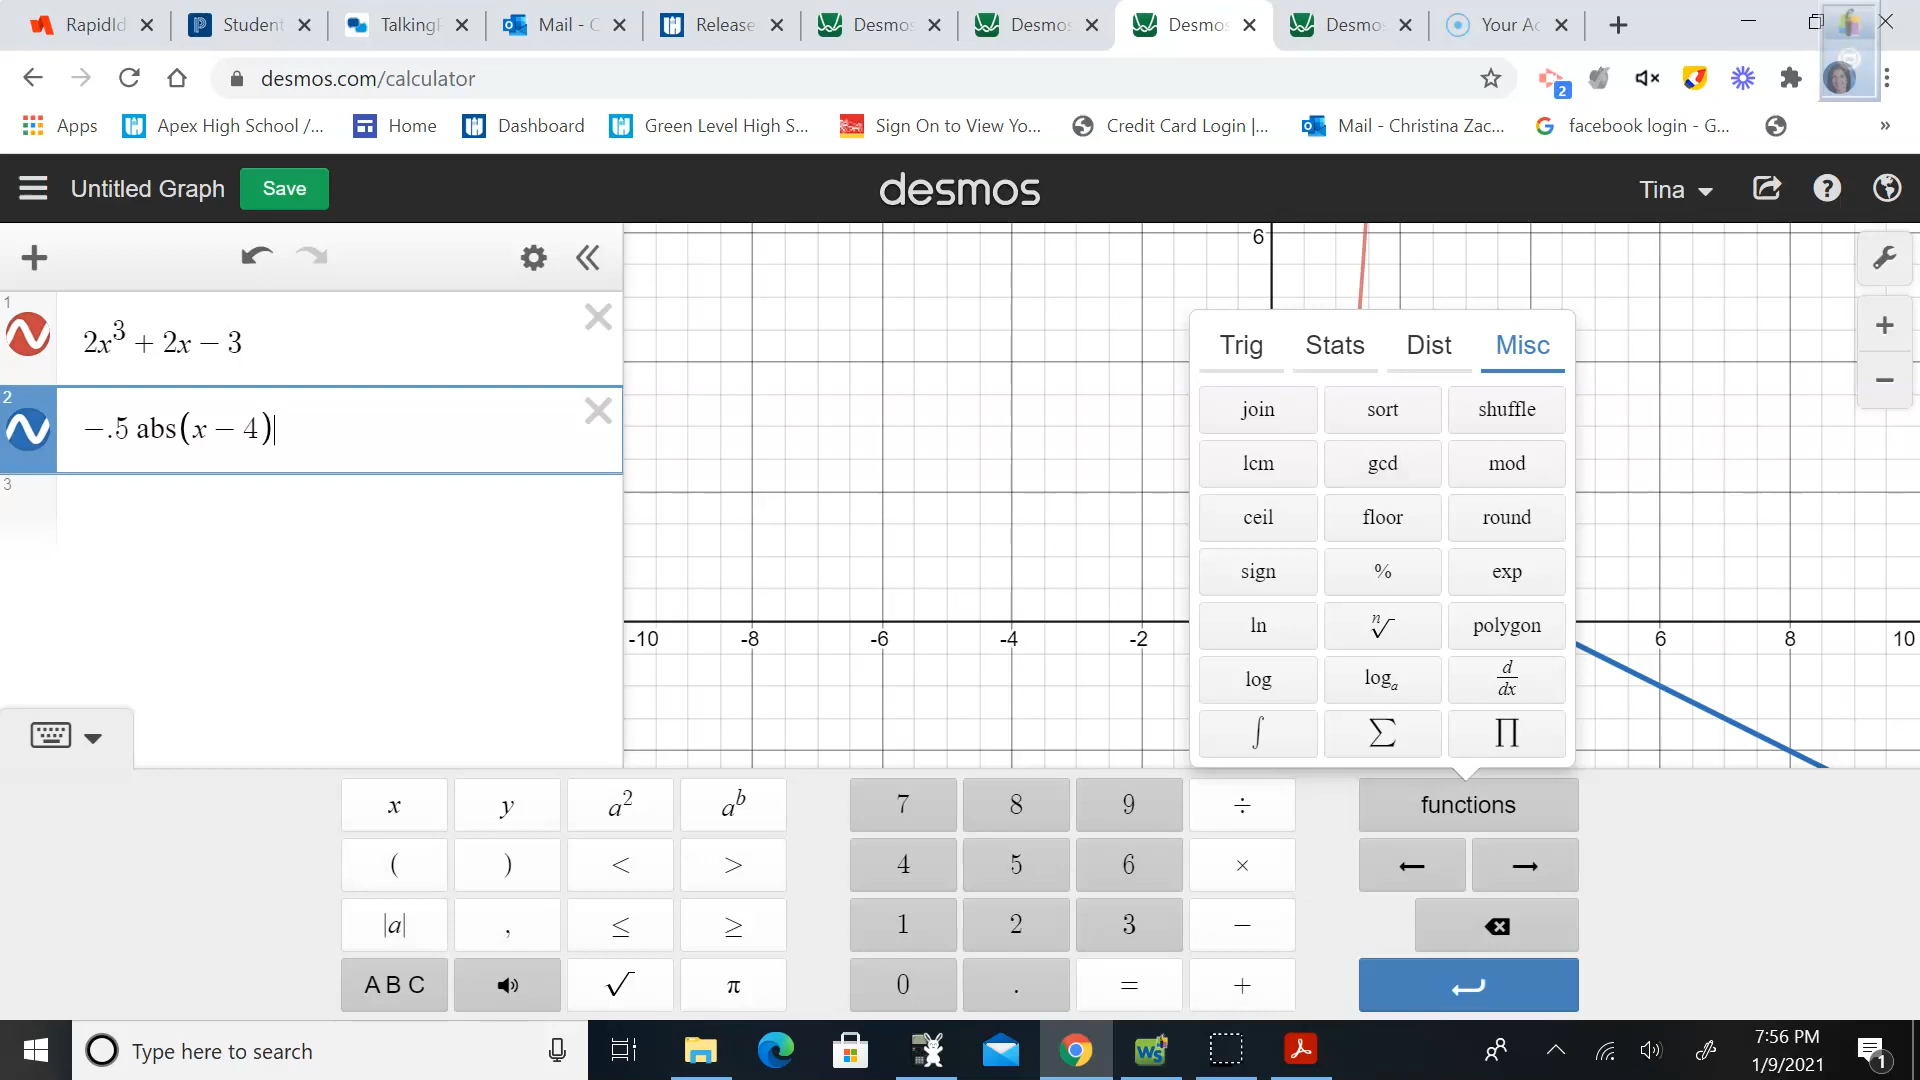 RapidId
Student
Talking
Mail - C
Release
Desmos
Desmos
Desmos
Desmos
Your Ac
desmos.com/calculator
2
Apps
Apex High School /...
Home
Dashboard
Green Level High S...
Sign On to View Yo...
Credit Card Login |...
Mail - Christina Zac...
facebook login - G...
»
Untitled Graph
Save
desmos
Tina
1
2x³ + 2x − 3
2
−.5 abs(x − 4)
3
6
-10
-8
-6
-4
-2
6
8
10
Trig Stats Dist Misc
join sort shuffle
lcm gcd mod
ceil floor round
sign % exp
ln ⁿ√ polygon
log logₐ d/dx
∫ ∑ ∏
x y a² aᵇ 7 8 9 ÷ functions
( ) < > 4 5 6 × ← →
|a| , ≤ ≥ 1 2 3 −
A B C √ π 0 . = +
Type here to search
7:56 PM
1/9/2021
1